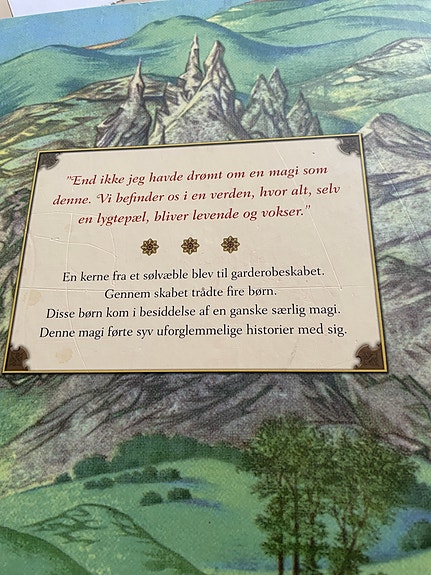 "End ikke jeg havde drømt om en magi som
denne. Vi befinder os i en verden, hvor alt, selv
en lygtepæl, bliver levende og vokser."
En kerne fra et sølvæble blev til garderobeskabet.
Gennem skabet trådte fire børn.
Disse børn kom i besiddelse af en ganske særlig magi.
Denne magi førte syv uforglemmelige historier med sig.